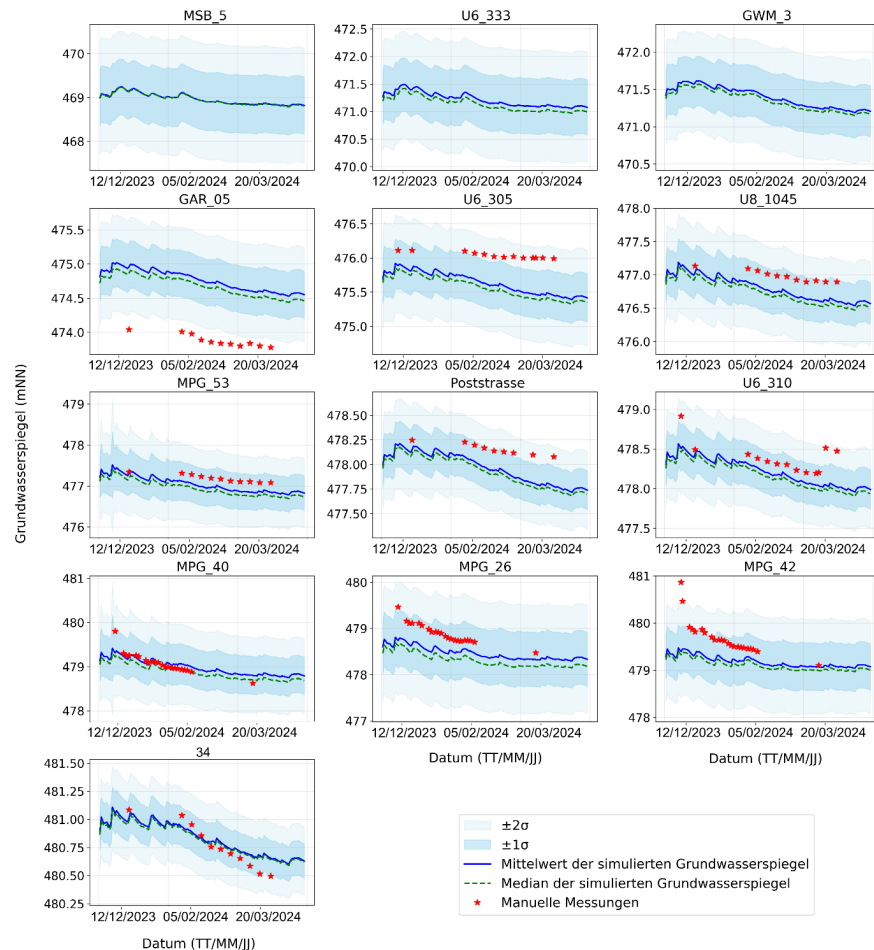 MSB_5 U6_333 GWM_3
470 469 468
472.5 472.0 471.5 471.0 470.5 470.0
472.0 471.5 471.0 470.5
12/12/2023 05/02/2024 20/03/2024 12/12/2023 05/02/2024 20/03/2024 12/12/2023 05/02/2024 20/03/2024
GAR_05 U6_305 U8_1045
475.5 475.0 474.5 474.0
476.5 476.0 475.5 475.0
478.0 477.0 476.0
12/12/2023 05/02/2024 20/03/2024 12/12/2023 05/02/2024 20/03/2024 12/12/2023 05/02/2024 20/03/2024
Grundwasserspiegel (mNN)
MPG_53 Poststrasse U6_310
479 478 477 476
478.50 478.25 478.00 477.75 477.50
479.0 478.5 478.0 477.5
12/12/2023 05/02/2024 20/03/2024 12/12/2023 05/02/2024 20/03/2024 12/12/2023 05/02/2024 20/03/2024
MPG_40 MPG_26 MPG_42
481 480 479 478
480 479 478 477
481 480 479 478
12/12/2023 05/02/2024 20/03/2024 12/12/2023 05/02/2024 20/03/2024 12/12/2023 05/02/2024 20/03/2024
Datum (TT/MM/JJ) Datum (TT/MM/JJ)
34
481.50 481.25 481.00 480.75 480.50 480.25
12/12/2023 05/02/2024 20/03/2024
Datum (TT/MM/JJ)
±2σ
±1σ
Mittelwert der simulierten Grundwasserspiegel
Median der simulierten Grundwasserspiegel
Manuelle Messungen